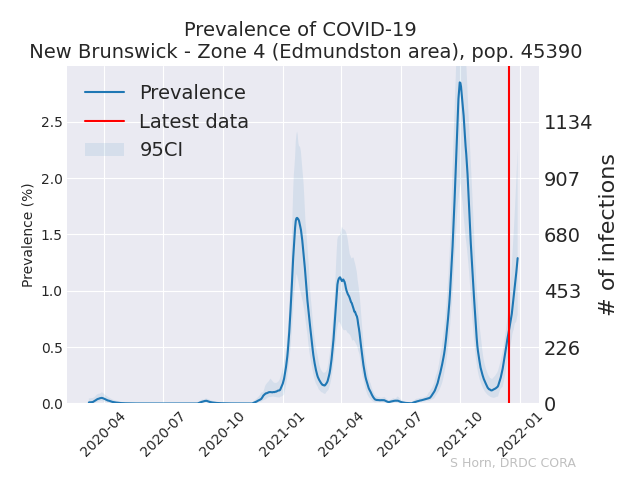 Prevalence of COVID-19
New Brunswick - Zone 4 (Edmundston area), pop. 45390
Prevalence
Latest data
95CI
Prevalence (%)
2.5
2.0
1.5
1.0
0.5
0.0
1134
907
680
453
226
0
# of infections
2020-04
2020-07
2020-10
2021-01
2021-04
2021-07
2021-10
2022-01
S Horn, DRDC CORA